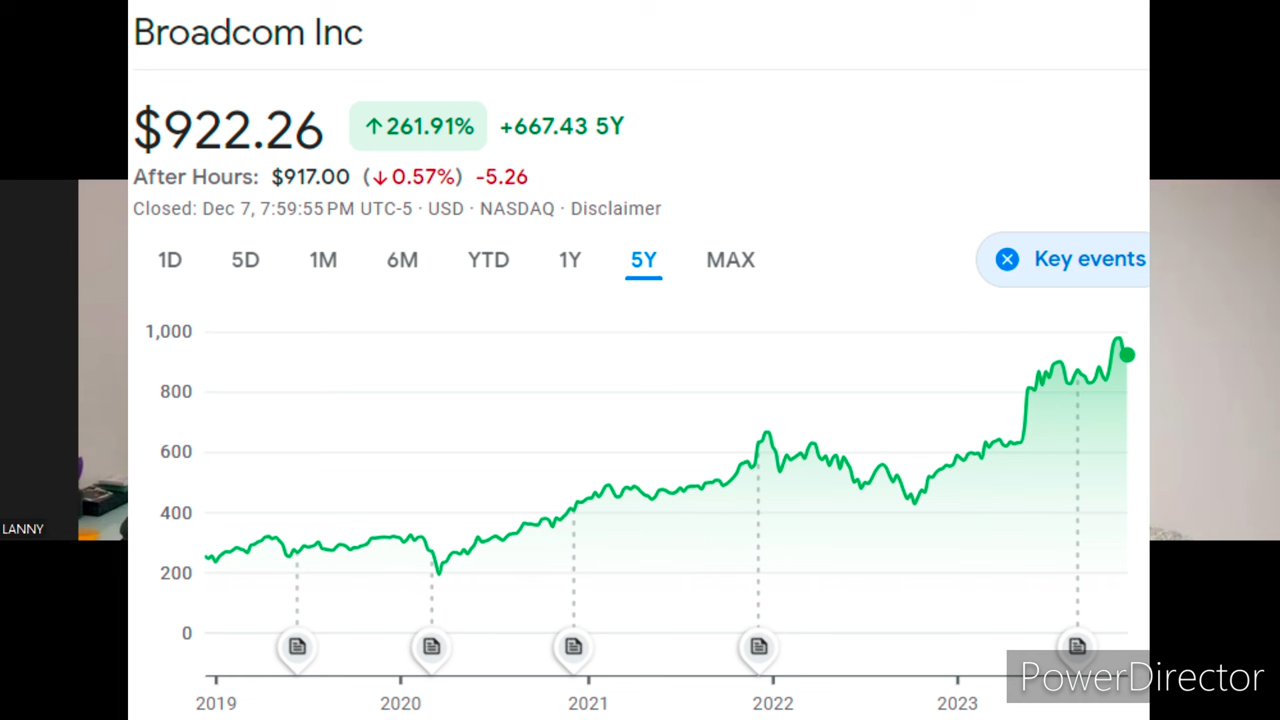 Broadcom Inc
$922.26 ↑261.91% +667.43 5Y
After Hours: $917.00 (↓0.57%) -5.26
Closed: Dec 7, 7:59:55 PM UTC-5 · USD · NASDAQ · Disclaimer
1D 5D 1M 6M YTD 1Y 5Y MAX Key events
1,000
800
600
400
200
0
2019 2020 2021 2022 2023
LANNY
PowerDirector